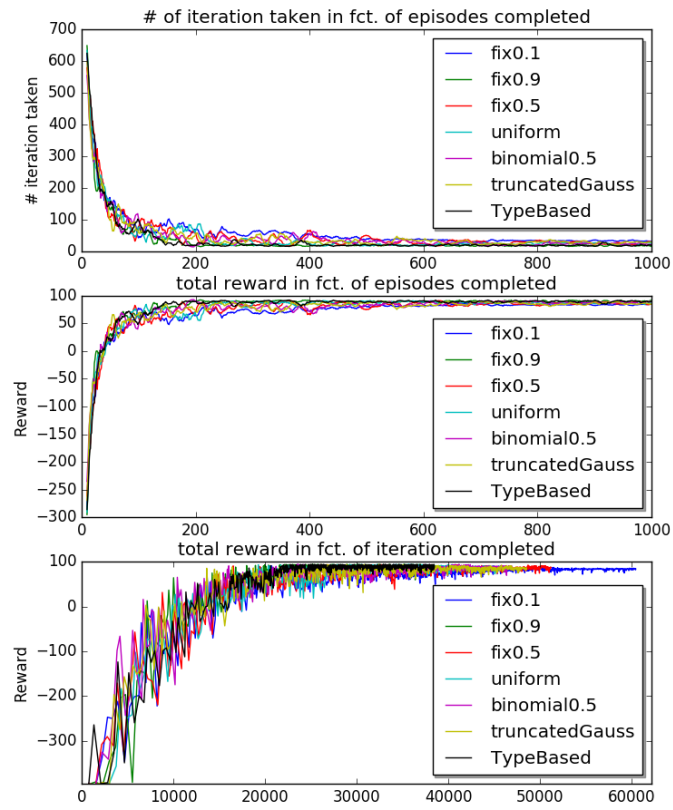 # of iteration taken in fct. of episodes completed
700
600
500
400
300
200
100
0
# iteration taken
fix0.1
fix0.9
fix0.5
uniform
binomial0.5
truncatedGauss
TypeBased
0 200 400 600 800 1000
total reward in fct. of episodes completed
100
50
0
−50
−100
−150
−200
−250
−300
Reward
fix0.1
fix0.9
fix0.5
uniform
binomial0.5
truncatedGauss
TypeBased
0 200 400 600 800 1000
total reward in fct. of iteration completed
100
0
−100
−200
−300
Reward
fix0.1
fix0.9
fix0.5
uniform
binomial0.5
truncatedGauss
TypeBased
0 10000 20000 30000 40000 50000 60000